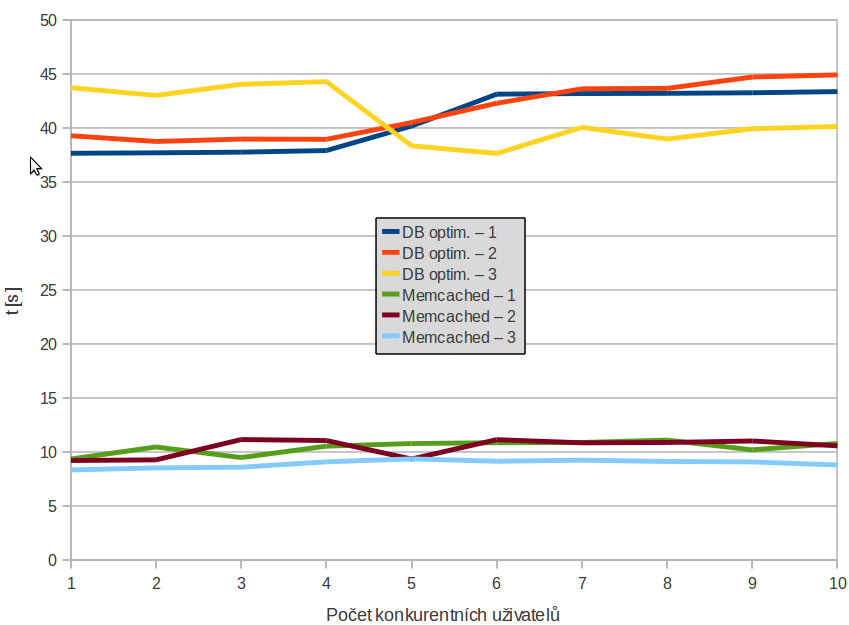 50
45
40
35
30
25
20
15
10
5
0
t [s]
DB optim. – 1
DB optim. – 2
DB optim. – 3
Memcached – 1
Memcached – 2
Memcached – 3
1 2 3 4 5 6 7 8 9 10
Počet konkurentních uživatelů